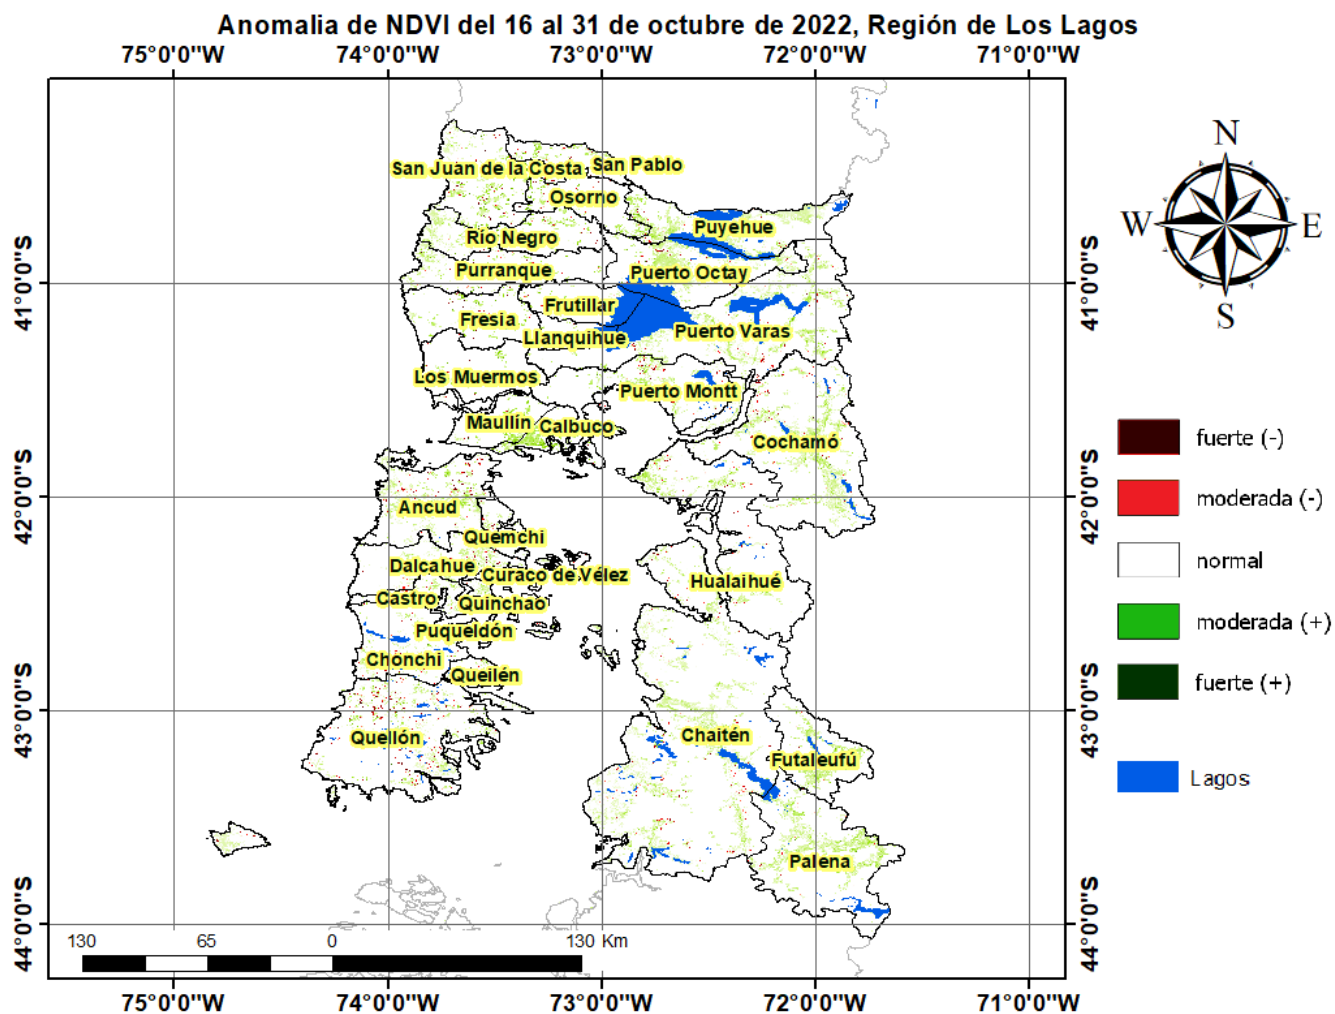 Anomalia de NDVI del 16 al 31 de octubre de 2022, Región de Los Lagos
75°0'0"W 74°0'0"W 73°0'0"W 72°0'0"W 71°0'0"W
N
W E
S
41°0'0"S 41°0'0"S
42°0'0"S 42°0'0"S
43°0'0"S 43°0'0"S
44°0'0"S 44°0'0"S
San Juan de la Costa
San Pablo
Osorno
Puyehue
Río Negro
Purranque
Puerto Octay
Frutillar
Fresia
Puerto Varas
Llanquihue
Los Muermos
Puerto Montt
Maullín
Calbuco
Cochamó
Ancud
Quemchi
Dalcahue
Curaco de Vélez
Hualaihué
Castro
Quinchao
Puqueldón
Chonchi
Queilén
Quellón
Chaitén
Futaleufú
Palena
fuerte (-)
moderada (-)
normal
moderada (+)
fuerte (+)
Lagos
130 65 0 130 Km
75°0'0"W 74°0'0"W 73°0'0"W 72°0'0"W 71°0'0"W